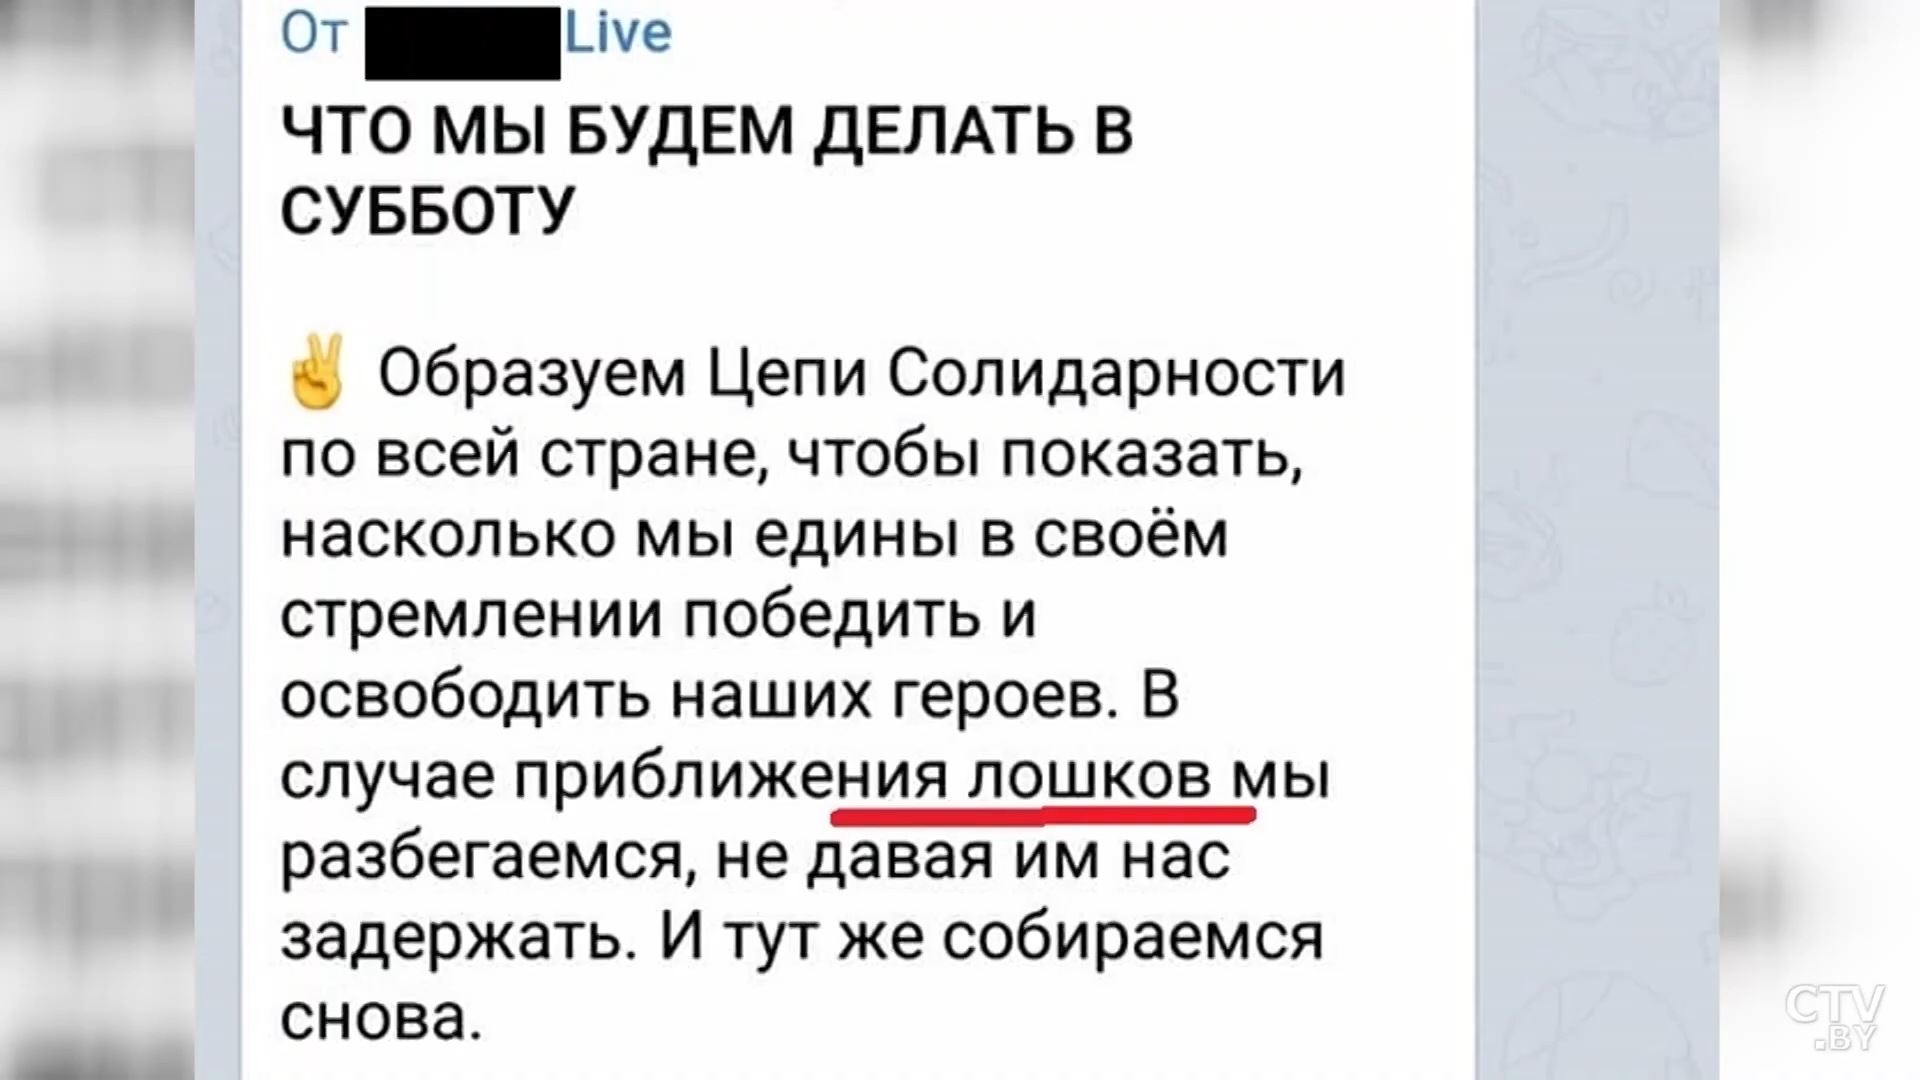 От Live
ЧТО МЫ БУДЕМ ДЕЛАТЬ В
СУББОТУ
✌ Образуем Цепи Солидарности
по всей стране, чтобы показать,
насколько мы едины в своём
стремлении победить и
освободить наших героев. В
случае приближения лошков мы
разбегаемся, не давая им нас
задержать. И тут же собираемся
снова.
CTV
.BY